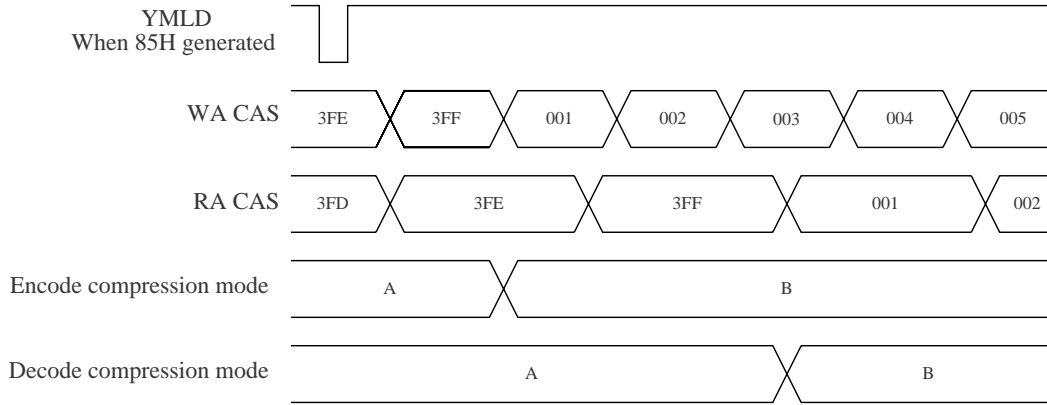 YMLD
When 85H generated
WA CAS 3FE 3FF 001 002 003 004 005
RA CAS 3FD 3FE 3FF 001 002
Encode compression mode A B
Decode compression mode A B